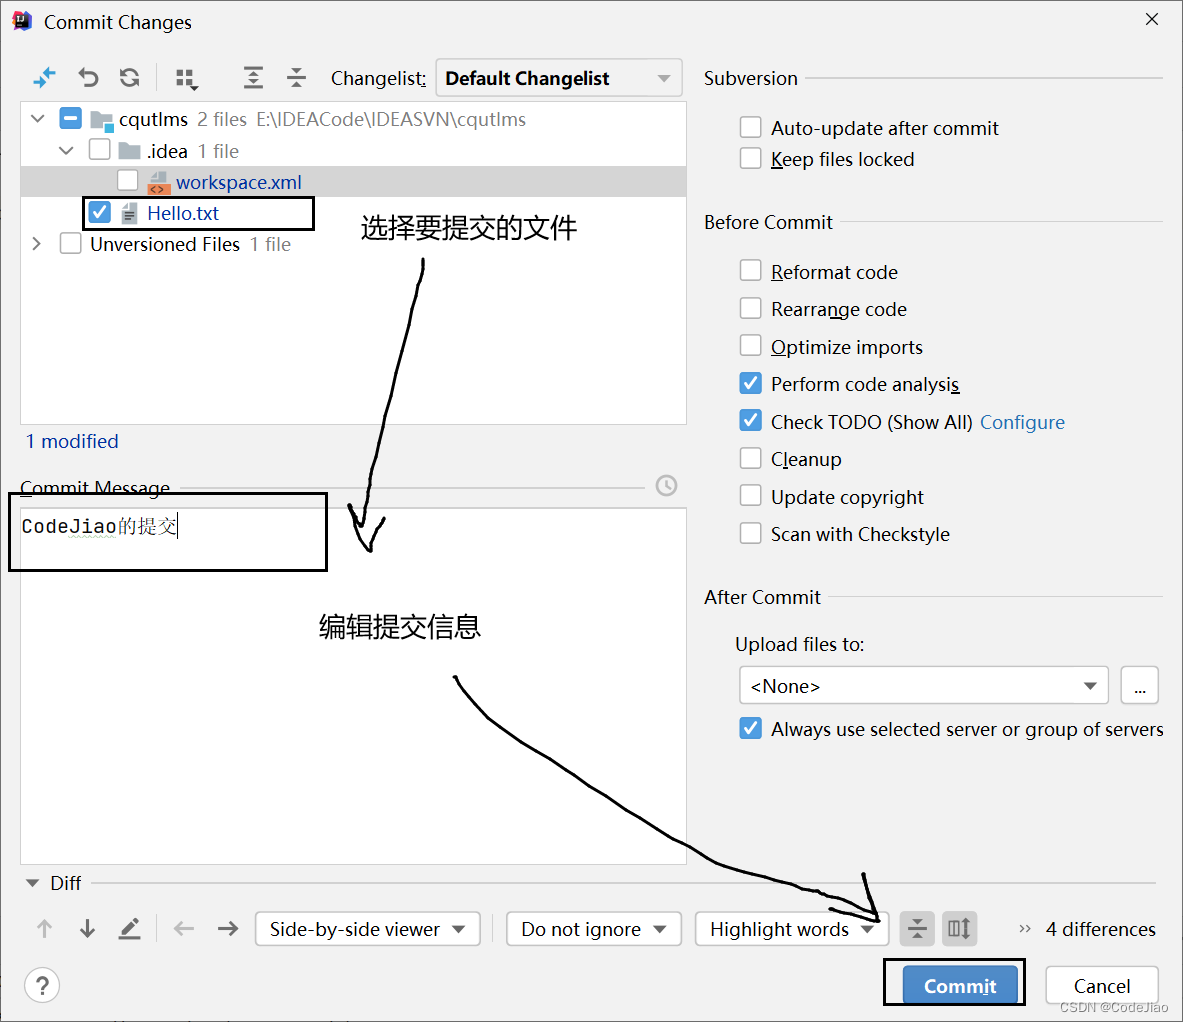 Commit Changes
Changelist: Default Changelist
cqutlms 2 files E:\IDEACode\IDEASVN\cqutlms
.idea 1 file
workspace.xml
Hello.txt
Unversioned Files 1 file
选择要提交的文件
1 modified
Commit Message
CodeJiao的提交
编辑提交信息
Subversion
Auto-update after commit
Keep files locked
Before Commit
Reformat code
Rearrange code
Optimize imports
Perform code analysis
Check TODO (Show All) Configure
Cleanup
Update copyright
Scan with Checkstyle
After Commit
Upload files to:
<None>
...
Always use selected server or group of servers
Diff
Side-by-side viewer
Do not ignore
Highlight words
4 differences
?
Commit
Cancel
CSDN @CodeJiao